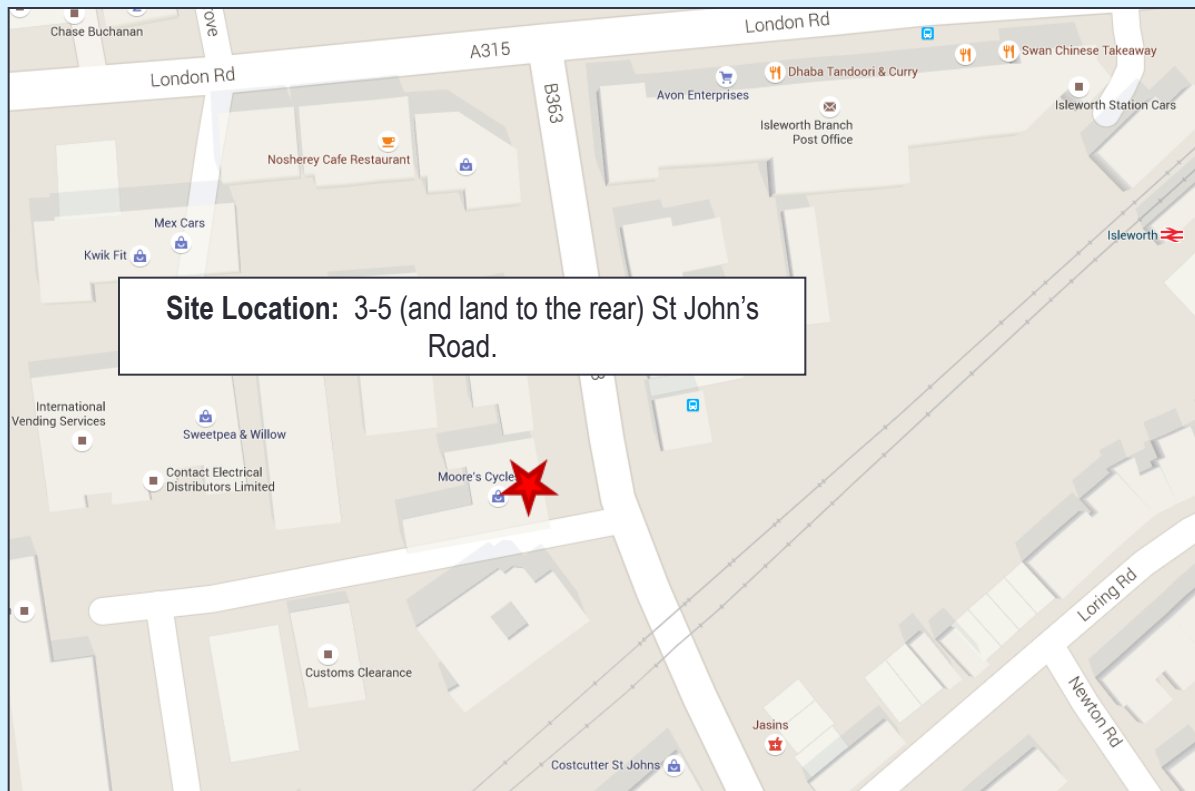 Chase Buchanan
London Rd
A315
London Rd
B363
Swan Chinese Takeaway
Dhaba Tandoori & Curry
Avon Enterprises
Isleworth Station Cars
Isleworth Branch
Post Office
Nosherey Cafe Restaurant
Mex Cars
Kwik Fit
Isleworth
Site Location: 3-5 (and land to the rear) St John’s
Road.
International
Vending Services
Sweetpea & Willow
Contact Electrical
Distributors Limited
Moore's Cycles
Loring Rd
Customs Clearance
Newton Rd
Jasins
Costcutter St Johns